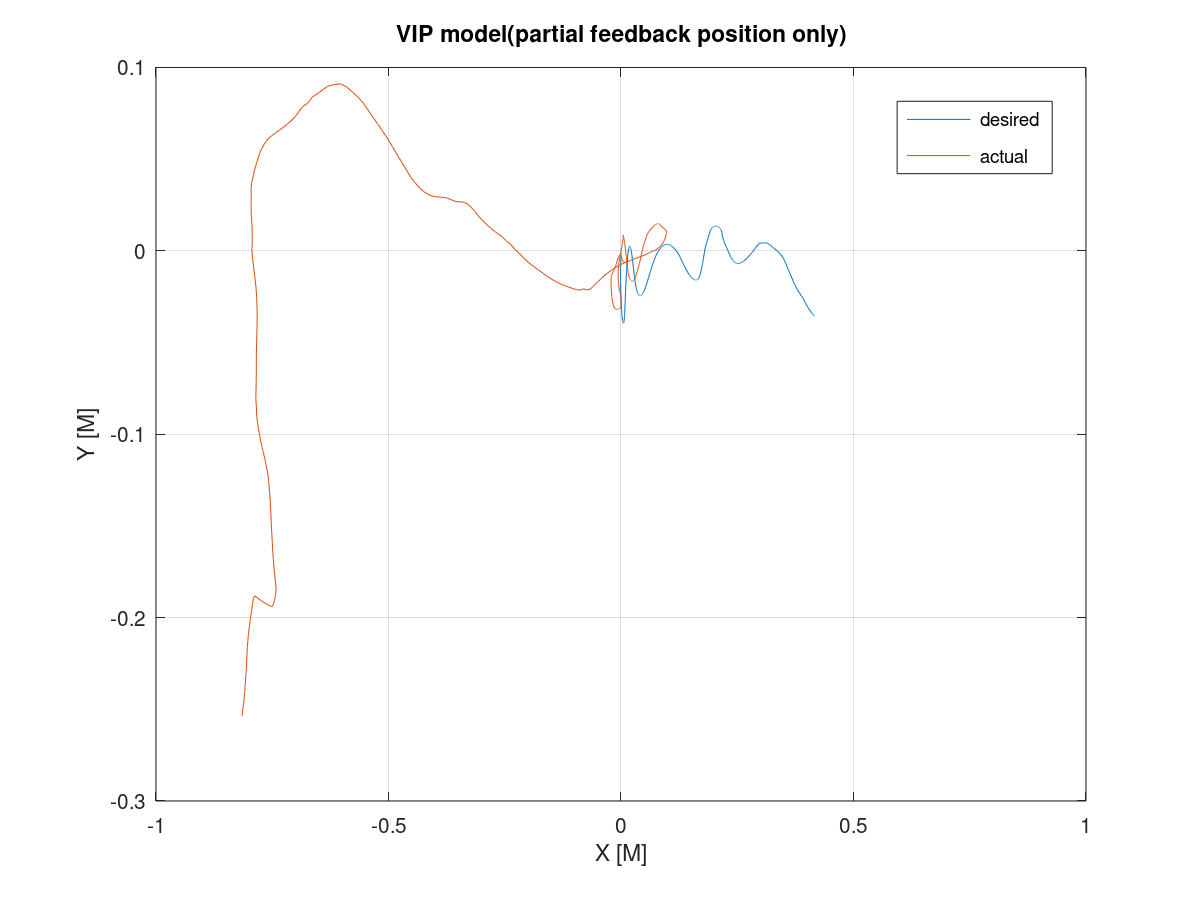 VIP model(partial feedback position only)
desired
actual
0.1
0
-0.1
-0.2
-0.3
Y [M]
-1
-0.5
0
0.5
1
X [M]